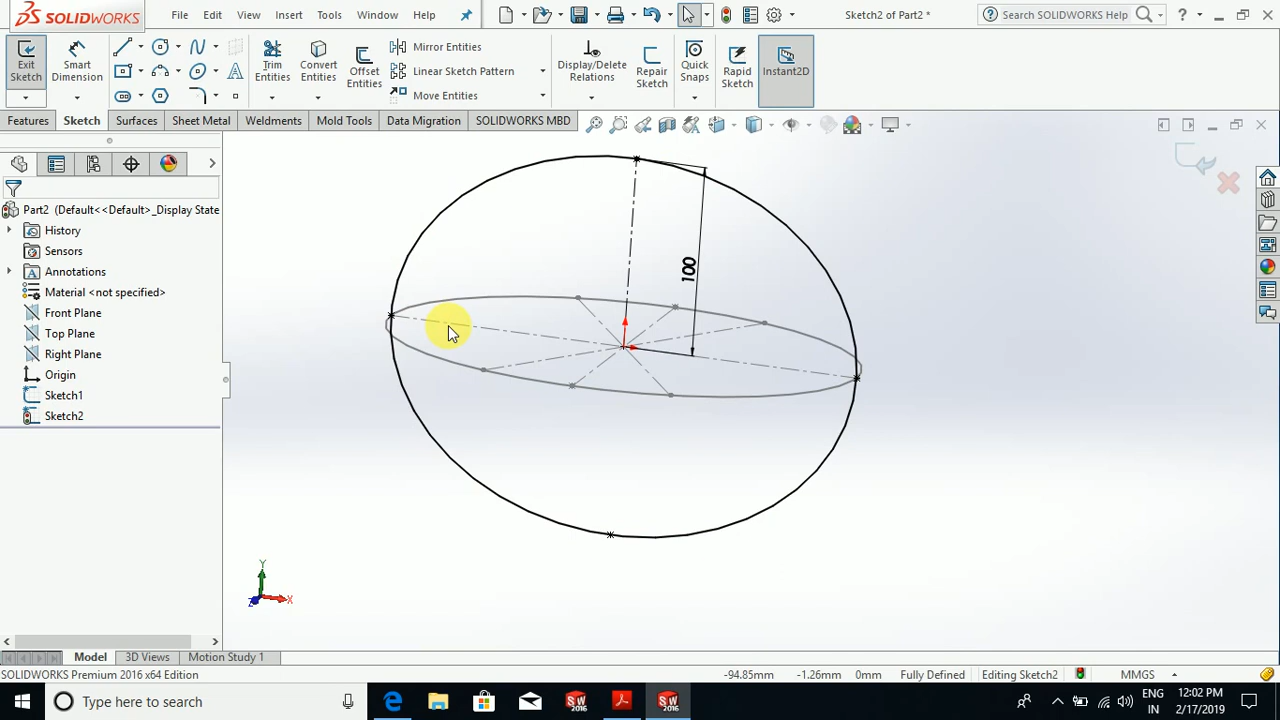 SOLIDWORKS
File
Edit
View
Insert
Tools
Window
Help
Sketch2 of Part2 *
Search SOLIDWORKS Help
?
Exit Sketch
Smart Dimension
Trim Entities
Convert Entities
Offset Entities
Mirror Entities
Linear Sketch Pattern
Move Entities
Display/Delete Relations
Repair Sketch
Quick Snaps
Rapid Sketch
Instant2D
Features
Sketch
Surfaces
Sheet Metal
Weldments
Mold Tools
Data Migration
SOLIDWORKS MBD
Part2 (Default<<Default>_Display State
History
Sensors
Annotations
Material <not specified>
Front Plane
Top Plane
Right Plane
Origin
Sketch1
Sketch2
100
Y
X
Z
Model
3D Views
Motion Study 1
SOLIDWORKS Premium 2016 x64 Edition
-94.85mm
-1.26mm
0mm
Fully Defined
Editing Sketch2
MMGS
Type here to search
SW
2016
SW
2016
ENG
IN
12:02 PM
2/17/2019